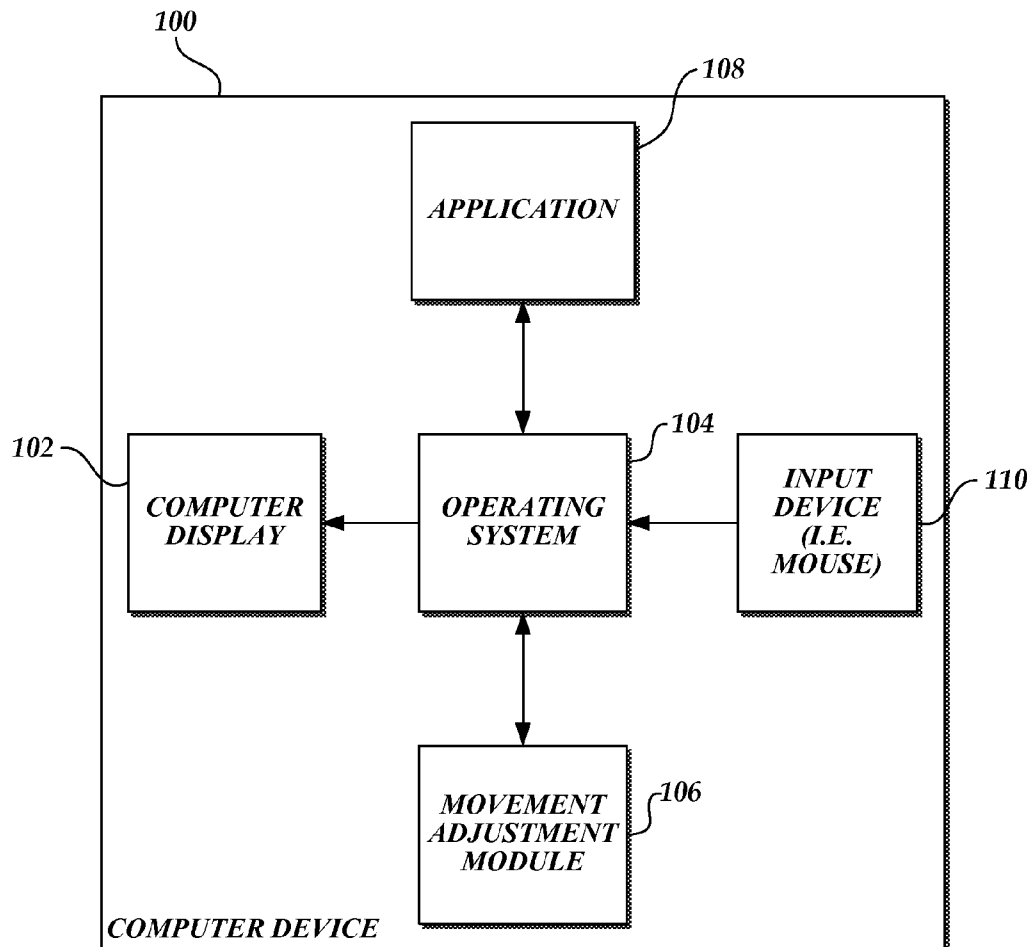 100
108
APPLICATION
102
COMPUTER
DISPLAY
104
OPERATING
SYSTEM
INPUT
DEVICE
(I.E.
MOUSE)
110
MOVEMENT
ADJUSTMENT
MODULE
106
COMPUTER DEVICE